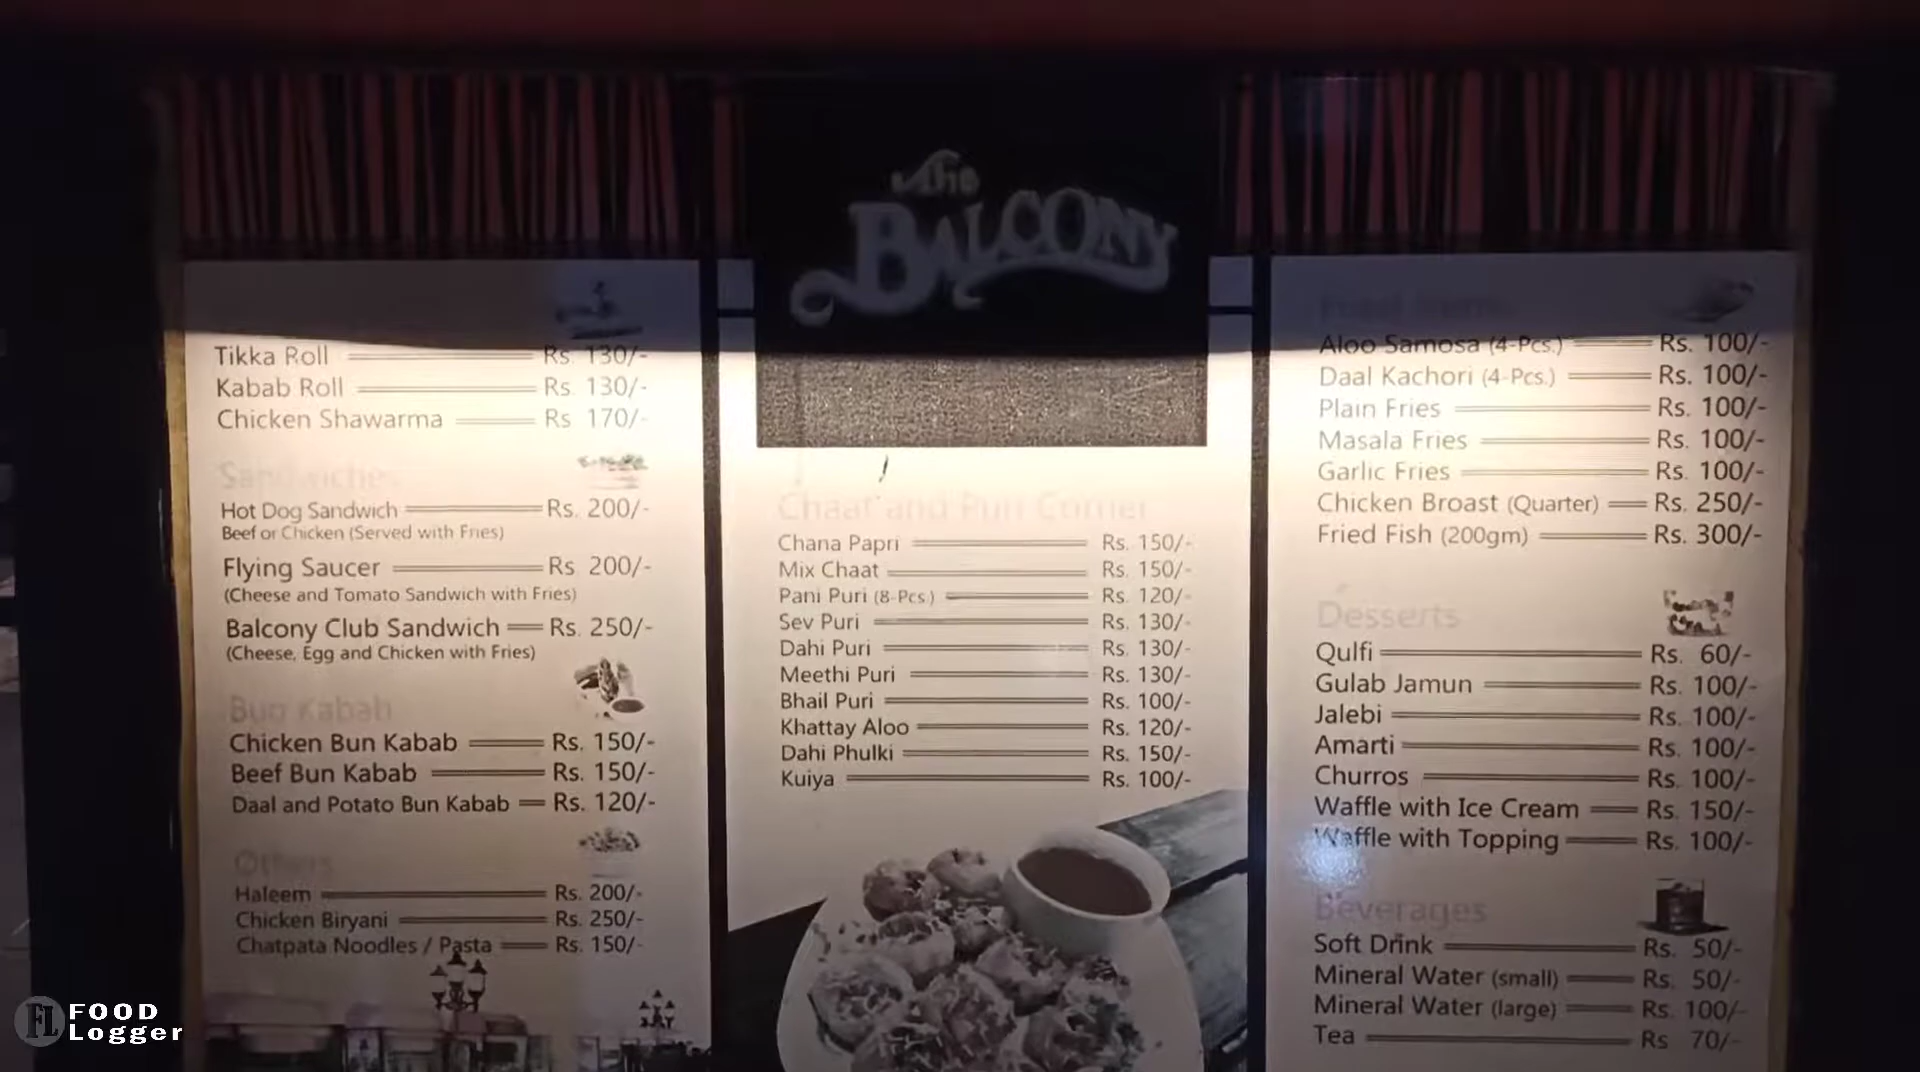 The
BALCONY
Tikka Roll Rs. 130/-
Kabab Roll Rs. 130/-
Chicken Shawarma Rs 170/-
Sandwiches
Hot Dog Sandwich Rs. 200/-
Beef or Chicken (Served with Fries)
Flying Saucer Rs 200/-
(Cheese and Tomato Sandwich with Fries)
Balcony Club Sandwich Rs. 250/-
(Cheese, Egg and Chicken with Fries)
Bun Kabab
Chicken Bun Kabab Rs. 150/-
Beef Bun Kabab Rs. 150/-
Daal and Potato Bun Kabab Rs. 120/-
Others
Haleem Rs. 200/-
Chicken Biryani Rs. 250/-
Chatpata Noodles / Pasta Rs. 150/-
Chaat and Puri Corner
Chana Papri Rs. 150/-
Mix Chaat Rs. 150/-
Pani Puri (8-Pcs.) Rs. 120/-
Sev Puri Rs. 130/-
Dahi Puri Rs. 130/-
Meethi Puri Rs. 130/-
Bhail Puri Rs. 100/-
Khattay Aloo Rs. 120/-
Dahi Phulki Rs. 150/-
Kuiya Rs. 100/-
Aloo Samosa (4-Pcs.) Rs. 100/-
Daal Kachori (4-Pcs.) Rs. 100/-
Plain Fries Rs. 100/-
Masala Fries Rs. 100/-
Garlic Fries Rs. 100/-
Chicken Broast (Quarter) Rs. 250/-
Fried Fish (200gm) Rs. 300/-
Desserts
Qulfi Rs. 60/-
Gulab Jamun Rs. 100/-
Jalebi Rs. 100/-
Amarti Rs. 100/-
Churros Rs. 100/-
Waffle with Ice Cream Rs. 150/-
Waffle with Topping Rs. 100/-
Beverages
Soft Drink Rs. 50/-
Mineral Water (small) Rs. 50/-
Mineral Water (large) Rs. 100/-
Tea Rs 70/-
FL FOOD
Logger